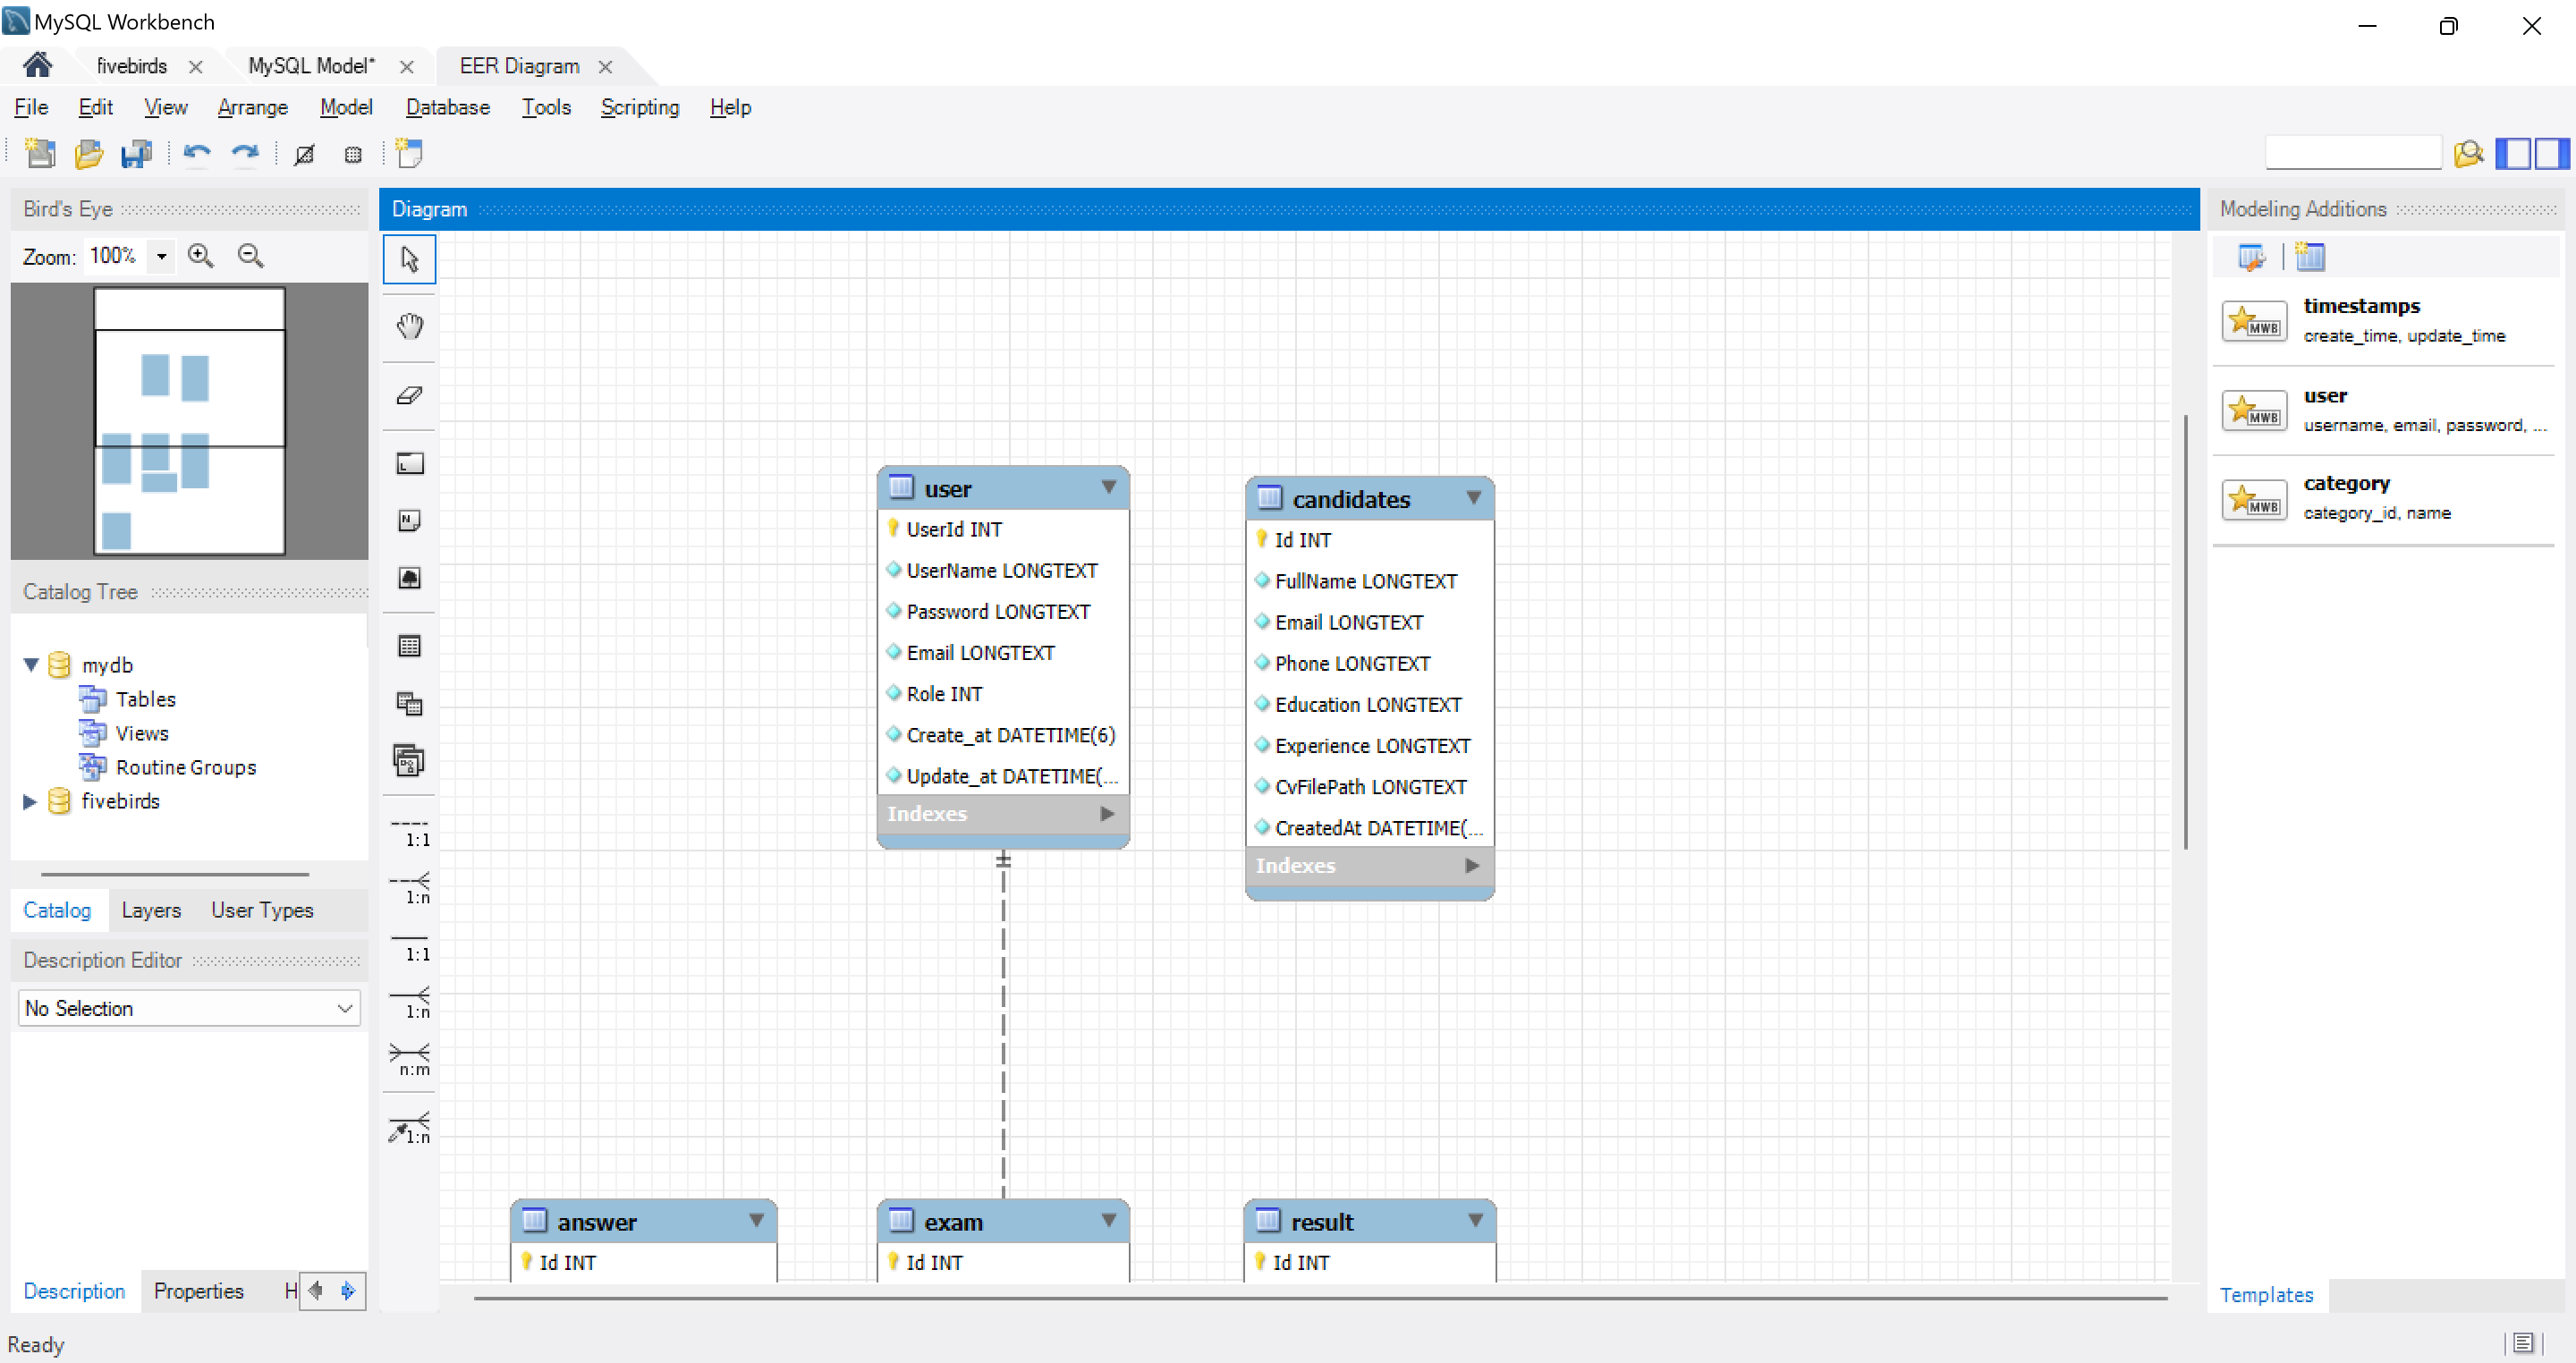 MySQL Workbench
fivebirds
MySQL Model*
EER Diagram
File Edit View Arrange Model Database Tools Scripting Help
Bird's Eye
Zoom: 100%
Catalog Tree
mydb
Tables
Views
Routine Groups
fivebirds
Catalog Layers User Types
Description Editor
No Selection
Description Properties H
Ready
Diagram
N
1:1
1:n
1:1
1:n
n:m
1:n
user
UserId INT
UserName LONGTEXT
Password LONGTEXT
Email LONGTEXT
Role INT
Create_at DATETIME(6)
Update_at DATETIME(...
Indexes
candidates
Id INT
FullName LONGTEXT
Email LONGTEXT
Phone LONGTEXT
Education LONGTEXT
Experience LONGTEXT
CvFilePath LONGTEXT
CreatedAt DATETIME(...
Indexes
answer
Id INT
exam
Id INT
result
Id INT
Modeling Additions
MWB
timestamps
create_time, update_time
MWB
user
username, email, password, ...
MWB
category
category_id, name
Templates